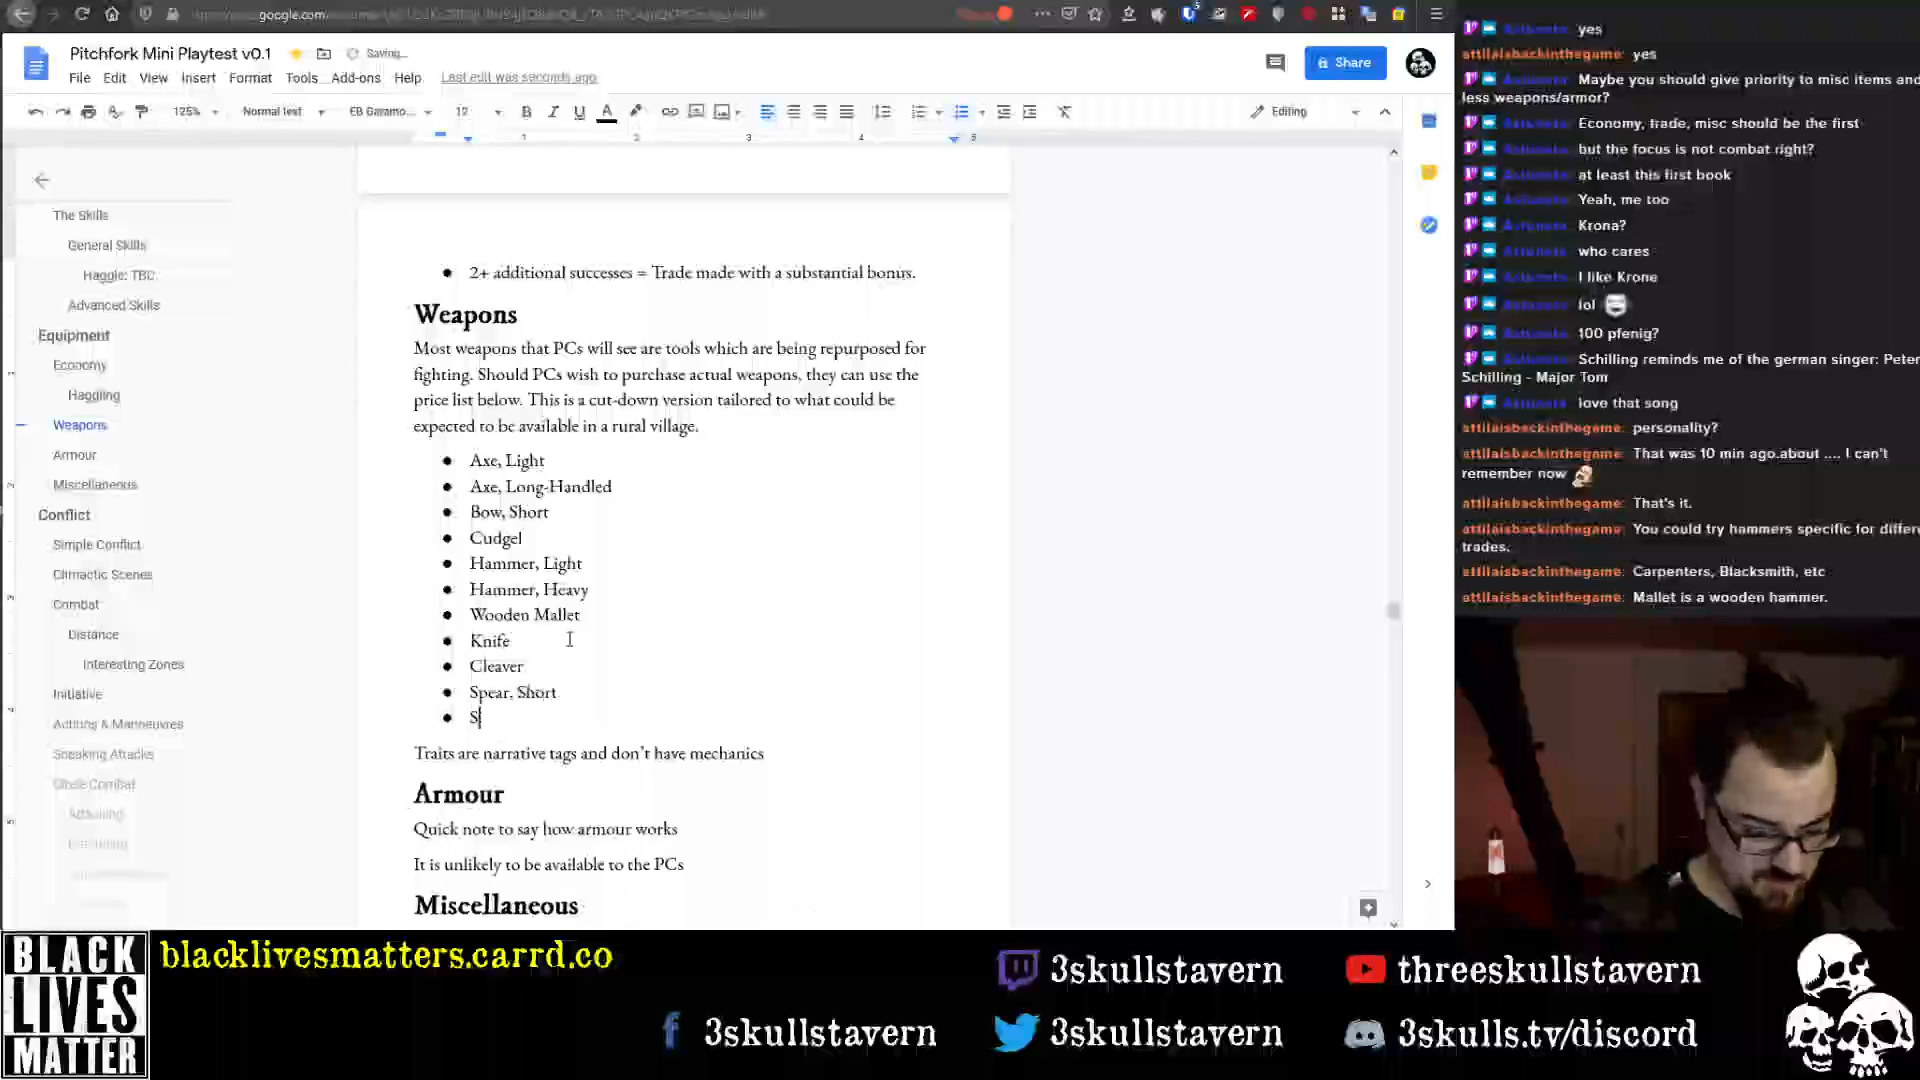 google.com
Pitchfork Mini Playtest v0.1
Saving...
File Edit View Insert Format Tools Add-ons Help
Last edit was seconds ago
Share
125%
Normal text
EB Garamo...
12
Editing
1 2 3 4 5
The Skills
General Skills
Haggle: TBC
Advanced Skills
Equipment
Economy
Haggling
Weapons
Armour
Miscellaneous
Conflict
Simple Conflict
Climactic Scenes
Combat
Distance
Interesting Zones
Initiative
Actions & Manoeuvres
Sneaking Attacks
2+ additional successes = Trade made with a substantial bonus.
Weapons
Most weapons that PCs will see are tools which are being repurposed for
fighting. Should PCs wish to purchase actual weapons, they can use the
price list below. This is a cut-down version tailored to what could be
expected to be available in a rural village.
Axe, Light
Axe, Long-Handled
Bow, Short
Cudgel
Hammer, Light
Hammer, Heavy
Wooden Mallet
Knife
Cleaver
Spear, Short
S
Traits are narrative tags and don't have mechanics
Armour
Quick note to say how armour works
It is unlikely to be available to the PCs
Miscellaneous
yes
attilaisbackinthegame: yes
Maybe you should give priority to misc items and
less weapons/armor?
Economy, trade, misc should be the first
but the focus is not combat right?
at least this first book
Yeah, me too
Krona?
who cares
I like Krone
lol
100 pfenig?
Schilling reminds me of the german singer: Peter
Schilling - Major Tom
love that song
attilaisbackinthegame: personality?
attilaisbackinthegame: That was 10 min ago.about .... I can't
remember now
attilaisbackinthegame: That's it.
attilaisbackinthegame: You could try hammers specific for differe
trades.
attilaisbackinthegame: Carpenters, Blacksmith, etc
attilaisbackinthegame: Mallet is a wooden hammer.
BLACK
LIVES
MATTER
blacklivesmatters.carrd.co
3skullstavern
threeskullstavern
3skullstavern
3skullstavern
3skulls.tv/discord